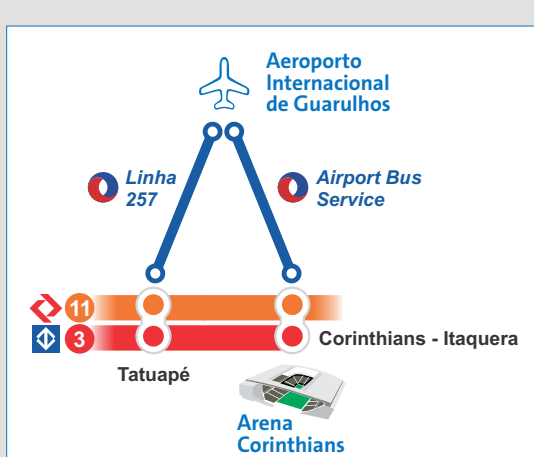 Aeroporto
Internacional
de Guarulhos
Linha
257
Airport Bus
Service
11
3
Corinthians - Itaquera
Tatuapé
Arena
Corinthians